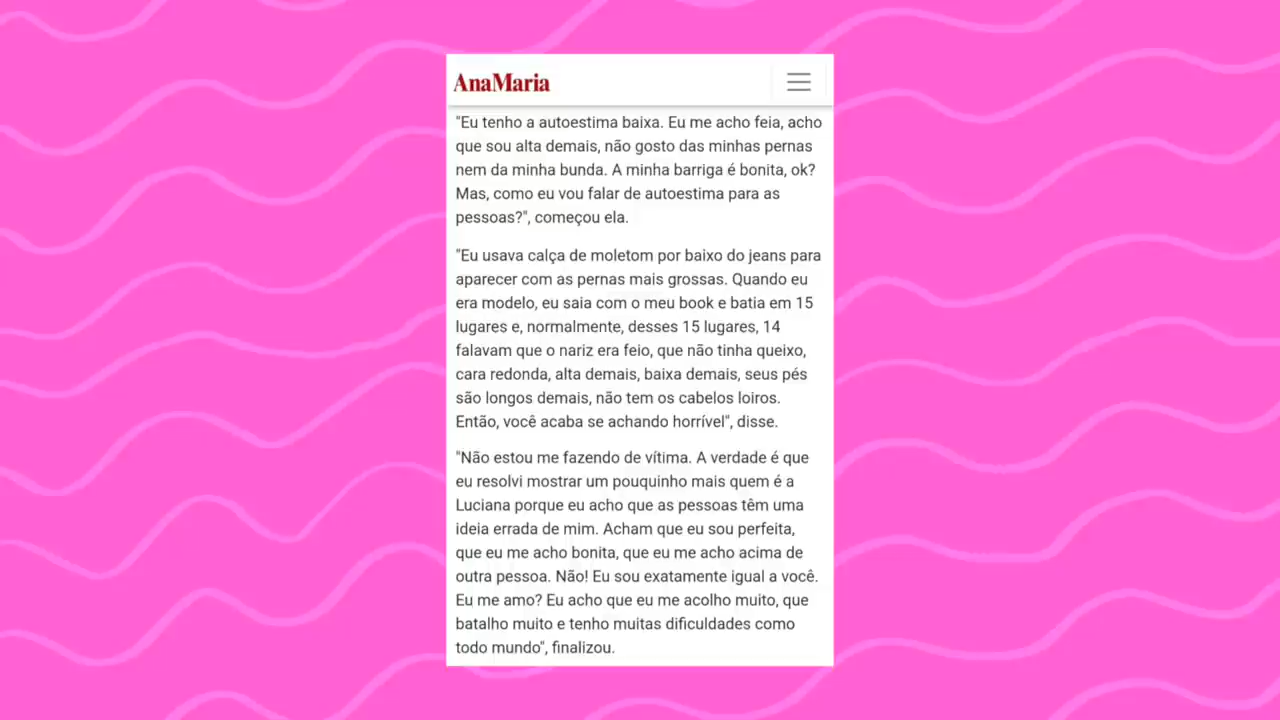 AnaMaria
"Eu tenho a autoestima baixa. Eu me acho feia, acho
que sou alta demais, não gosto das minhas pernas
nem da minha bunda. A minha barriga é bonita, ok?
Mas, como eu vou falar de autoestima para as
pessoas?", começou ela.
"Eu usava calça de moletom por baixo do jeans para
aparecer com as pernas mais grossas. Quando eu
era modelo, eu saia com o meu book e batia em 15
lugares e, normalmente, desses 15 lugares, 14
falavam que o nariz era feio, que não tinha queixo,
cara redonda, alta demais, baixa demais, seus pés
são longos demais, não tem os cabelos loiros.
Então, você acaba se achando horrível", disse.
"Não estou me fazendo de vítima. A verdade é que
eu resolvi mostrar um pouquinho mais quem é a
Luciana porque eu acho que as pessoas têm uma
ideia errada de mim. Acham que eu sou perfeita,
que eu me acho bonita, que eu me acho acima de
outra pessoa. Não! Eu sou exatamente igual a você.
Eu me amo? Eu acho que eu me acolho muito, que
batalho muito e tenho muitas dificuldades como
todo mundo", finalizou.